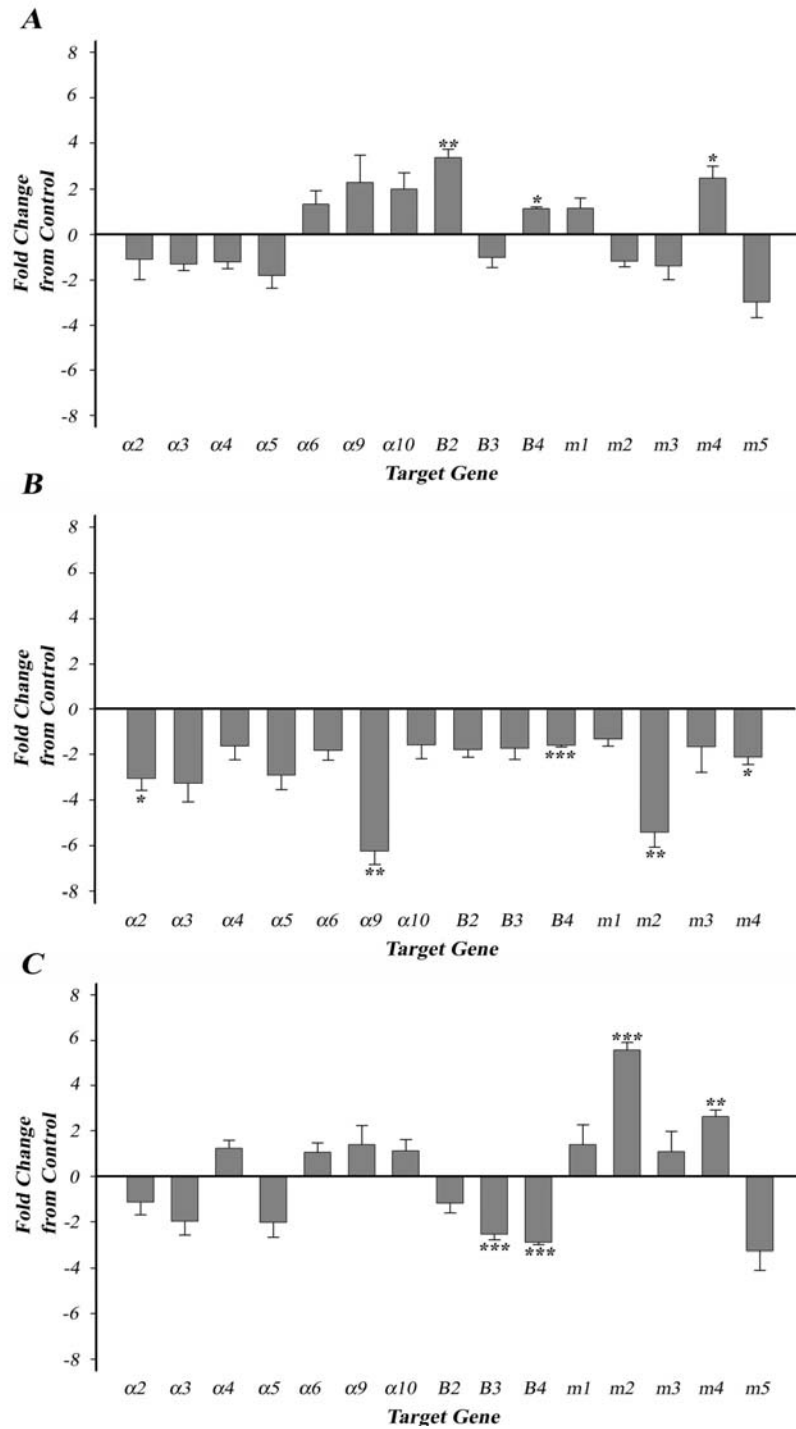 A
8
6
4
2
0
-2
-4
-6
-8
Fold Change
from Control
** * *
α2 α3 α4 α5 α6 α9 α10 B2 B3 B4 m1 m2 m3 m4 m5
Target Gene
B
8
6
4
2
0
-2
-4
-6
-8
Fold Change
from Control
* ** *** ** *
α2 α3 α4 α5 α6 α9 α10 B2 B3 B4 m1 m2 m3 m4
Target Gene
C
8
6
4
2
0
-2
-4
-6
-8
Fold Change
from Control
*** **
*** ***
α2 α3 α4 α5 α6 α9 α10 B2 B3 B4 m1 m2 m3 m4 m5
Target Gene